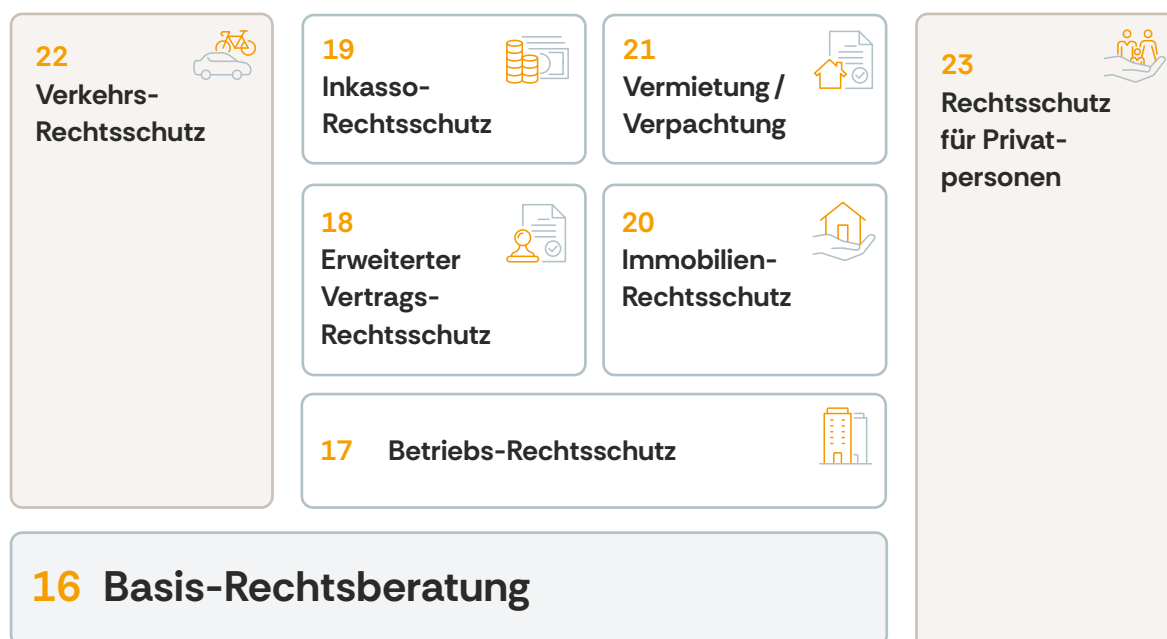 22
Verkehrs-
Rechtsschutz
19
Inkasso-
Rechtsschutz
21
Vermietung /
Verpachtung
23
Rechtsschutz
für Privat-
personen
18
Erweiterter
Vertrags-
Rechtsschutz
20
Immobilien-
Rechtsschutz
17 Betriebs-Rechtsschutz
16 Basis-Rechtsberatung